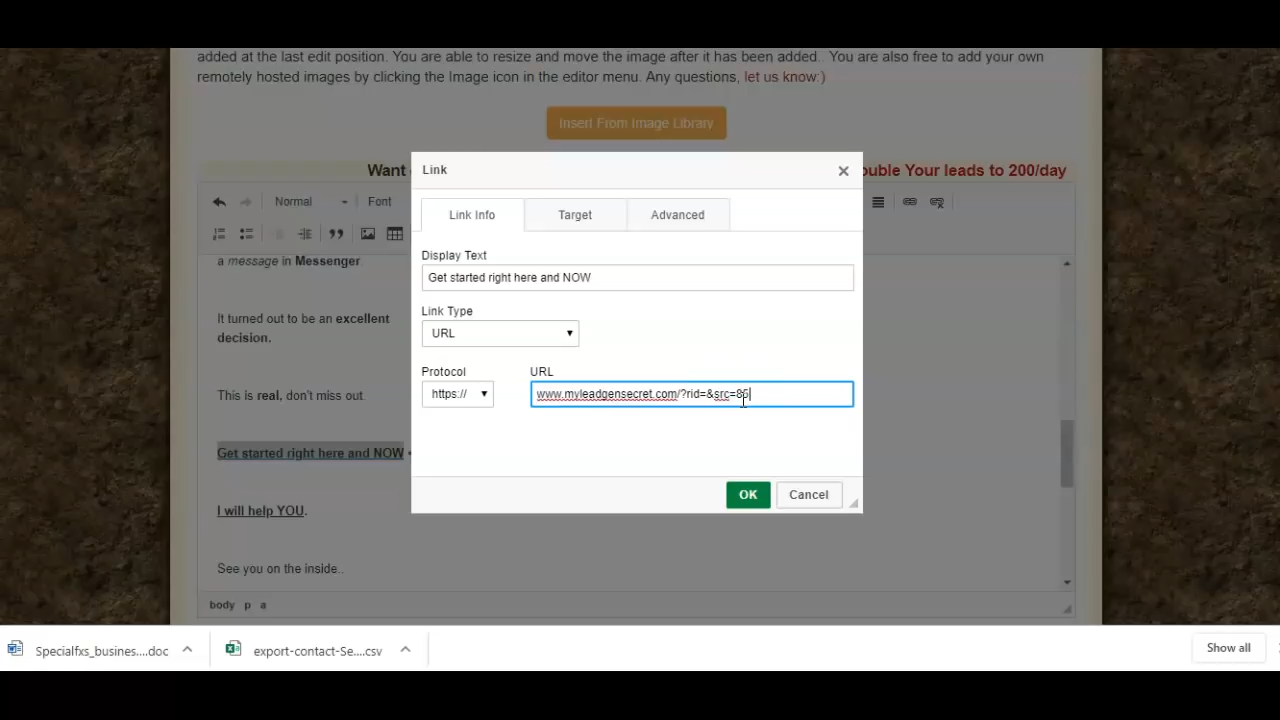 added at the last edit position. You are able to resize and move the image after it has been added.. You are also free to add your own
remotely hosted images by clicking the Image icon in the editor menu. Any questions, let us know:)
Insert From Image Library
Want
ouble Your leads to 200/day
Normal
Font
a message in Messenger.
It turned out to be an excellent
decision.
This is real, don't miss out.
Get started right here and NOW
I will help YOU.
See you on the inside..
body p a
Link
Link Info
Target
Advanced
Display Text
Get started right here and NOW
Link Type
URL
Protocol
URL
https://
www.myleadgensecret.com/?rid=&src=
OK
Cancel
Specialfxs_busines....doc
export-contact-Se....csv
Show all